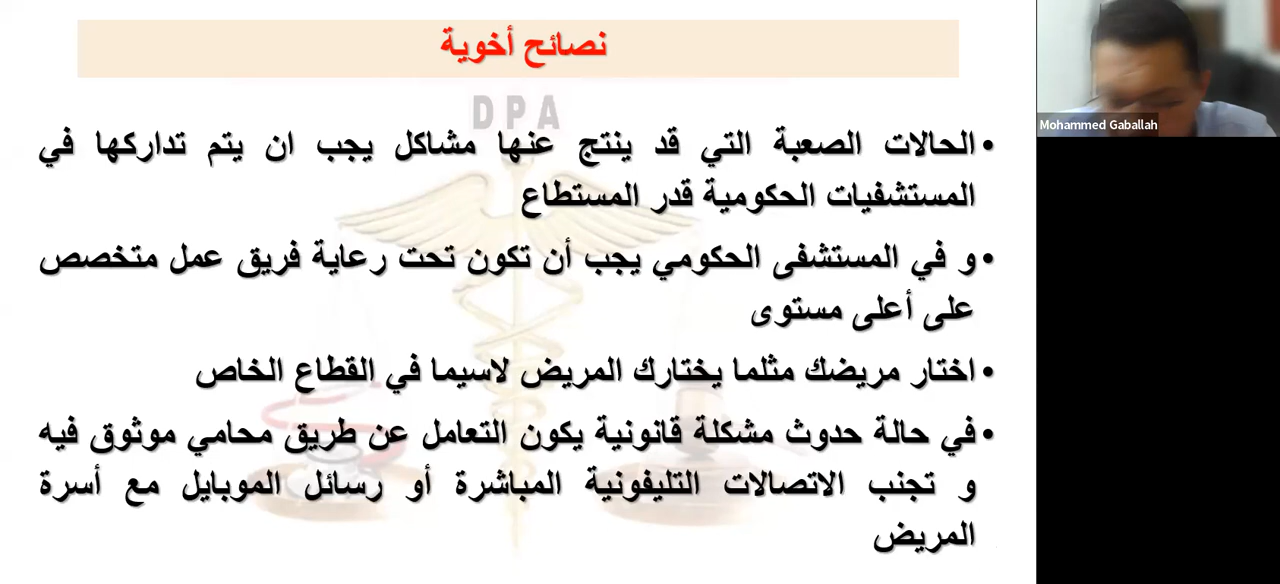 نصائح أخوية
DPA
•الحالات الصعبة التي قد ينتج عنها مشاكل يجب ان يتم تداركها في
المستشفيات الحكومية قدر المستطاع
•و في المستشفى الحكومي يجب أن تكون تحت رعاية فريق عمل متخصص
على أعلى مستوى
•اختار مريضك مثلما يختارك المريض لاسيما في القطاع الخاص
•في حالة حدوث مشكلة قانونية يكون التعامل عن طريق محامي موثوق فيه
و تجنب الاتصالات التليفونية المباشرة أو رسائل الموبايل مع أسرة
المريض
Mohammed Gaballah